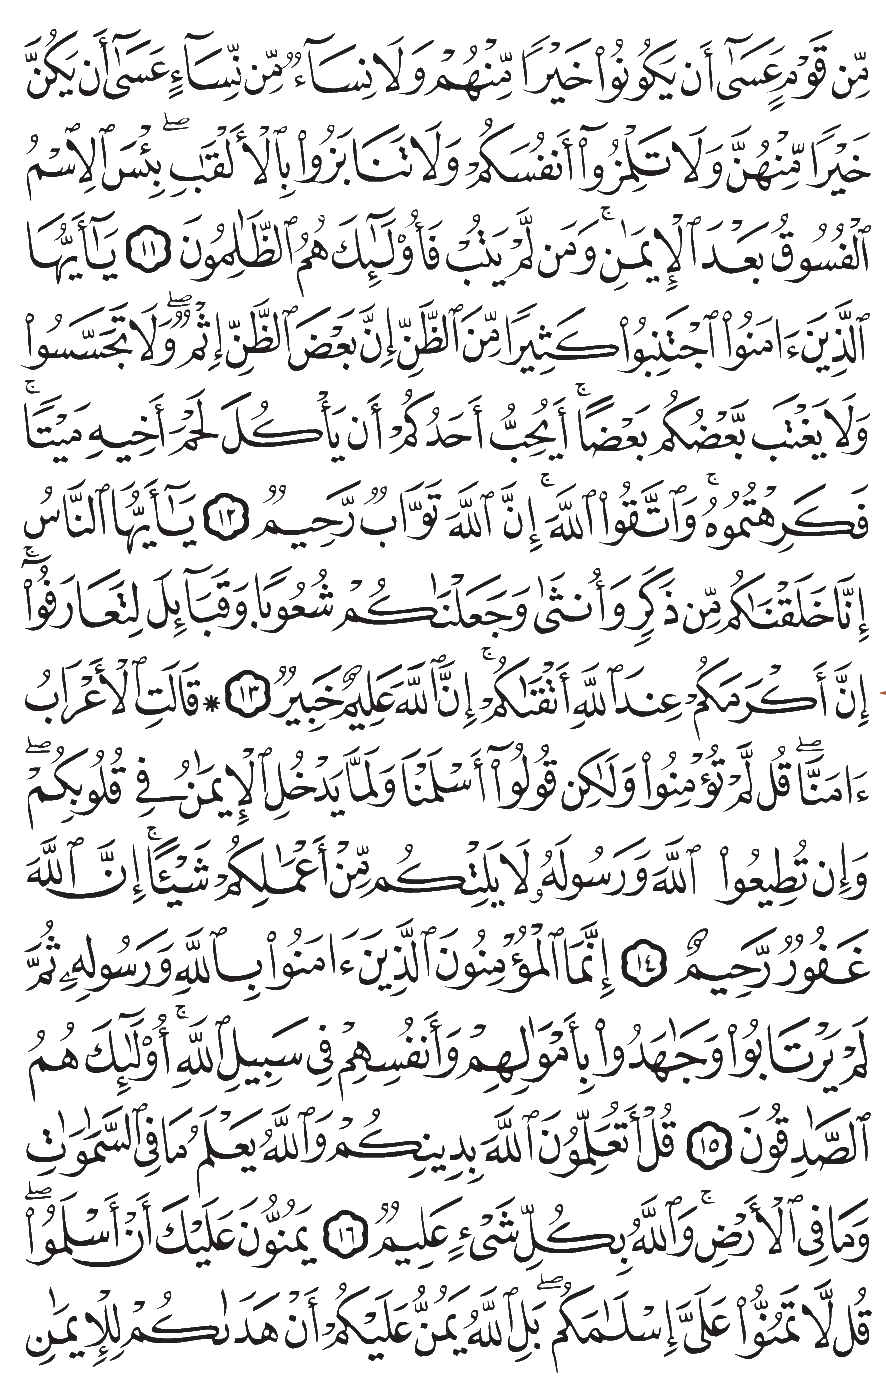 مِّن قَوْمٍ عَسَىٰٓ أَن يَكُونُوا۟ خَيْرًا مِّنْهُمْ وَلَا نِسَآءٌ مِّن نِّسَآءٍ عَسَىٰٓ أَن يَكُنَّ
خَيْرًا مِّنْهُنَّ وَلَا تَلْمِزُوٓا۟ أَنفُسَكُمْ وَلَا تَنَابَزُوا۟ بِٱلْأَلْقَـٰبِ ۖ بِئْسَ ٱلِٱسْمُ
ٱلْفُسُوقُ بَعْدَ ٱلْإِيمَـٰنِ ۚ وَمَن لَّمْ يَتُبْ فَأُو۟لَـٰٓئِكَ هُمُ ٱلظَّـٰلِمُونَ ١١ يَـٰٓأَيُّهَا
ٱلَّذِينَ ءَامَنُوا۟ ٱجْتَنِبُوا۟ كَثِيرًا مِّنَ ٱلظَّنِّ إِنَّ بَعْضَ ٱلظَّنِّ إِثْمٌ ۖ وَلَا تَجَسَّسُوا۟
وَلَا يَغْتَب بَّعْضُكُم بَعْضًا ۚ أَيُحِبُّ أَحَدُكُمْ أَن يَأْكُلَ لَحْمَ أَخِيهِ مَيْتًا ۚ
فَكَرِهْتُمُوهُ ۚ وَٱتَّقُوا۟ ٱللَّهَ ۚ إِنَّ ٱللَّهَ تَوَّابٌ رَّحِيمٌ ١٢ يَـٰٓأَيُّهَا ٱلنَّاسُ
إِنَّا خَلَقْنَـٰكُم مِّن ذَكَرٍ وَأُنثَىٰ وَجَعَلْنَـٰكُمْ شُعُوبًا وَقَبَآئِلَ لِتَعَارَفُوٓا۟ ۚ
إِنَّ أَكْرَمَكُمْ عِندَ ٱللَّهِ أَتْقَىٰكُمْ ۚ إِنَّ ٱللَّهَ عَلِيمٌ خَبِيرٌ ١٣ * قَالَتِ ٱلْأَعْرَابُ
ءَامَنَّا ۖ قُل لَّمْ تُؤْمِنُوا۟ وَلَـٰكِن قُولُوٓا۟ أَسْلَمْنَا وَلَمَّا يَدْخُلِ ٱلْإِيمَـٰنُ فِى قُلُوبِكُمْ ۖ
وَإِن تُطِيعُوا۟ ٱللَّهَ وَرَسُولَهُۥ لَا يَلِتْكُم مِّنْ أَعْمَـٰلِكُمْ شَيْـًٔا ۚ إِنَّ ٱللَّهَ
غَفُورٌ رَّحِيمٌ ١٤ إِنَّمَا ٱلْمُؤْمِنُونَ ٱلَّذِينَ ءَامَنُوا۟ بِٱللَّهِ وَرَسُولِهِۦ ثُمَّ
لَمْ يَرْتَابُوا۟ وَجَـٰهَدُوا۟ بِأَمْوَٰلِهِمْ وَأَنفُسِهِمْ فِى سَبِيلِ ٱللَّهِ ۚ أُو۟لَـٰٓئِكَ هُمُ
ٱلصَّـٰدِقُونَ ١٥ قُلْ أَتُعَلِّمُونَ ٱللَّهَ بِدِينِكُمْ وَٱللَّهُ يَعْلَمُ مَا فِى ٱلسَّمَـٰوَٰتِ
وَمَا فِى ٱلْأَرْضِ ۚ وَٱللَّهُ بِكُلِّ شَىْءٍ عَلِيمٌ ١٦ يَمُنُّونَ عَلَيْكَ أَنْ أَسْلَمُوا۟ ۖ
قُل لَّا تَمُنُّوا۟ عَلَىَّ إِسْلَـٰمَكُم ۖ بَلِ ٱللَّهُ يَمُنُّ عَلَيْكُمْ أَنْ هَدَىٰكُمْ لِلْإِيمَـٰنِ